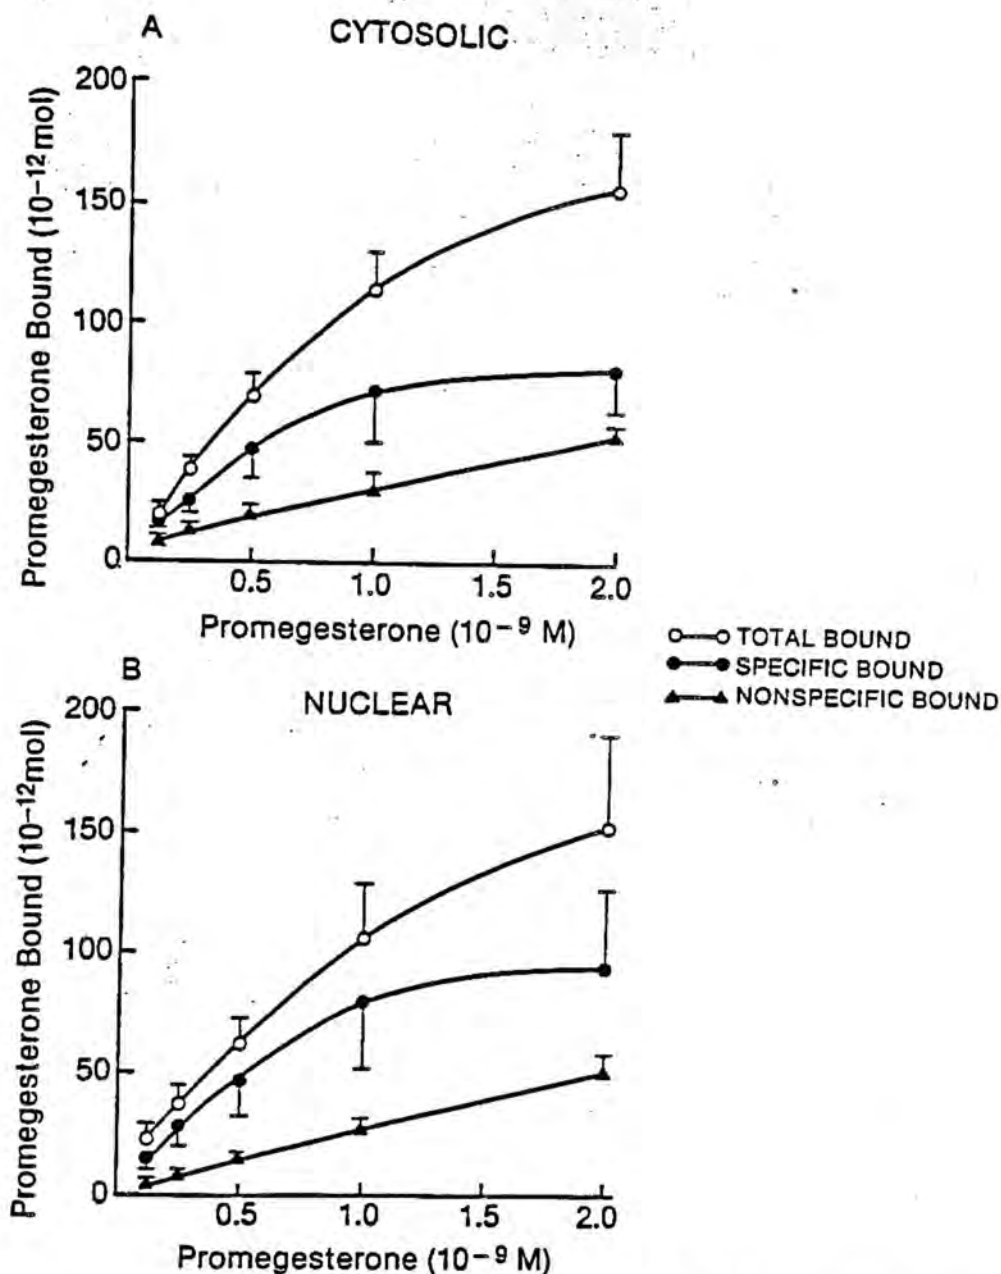 A
CYTOSOLIC
Promegesterone Bound (10⁻¹² mol)
200
150
100
50
0
0.5 1.0 1.5 2.0
Promegesterone (10⁻⁹ M)
TOTAL BOUND
SPECIFIC BOUND
NONSPECIFIC BOUND
B
NUCLEAR
Promegesterone Bound (10⁻¹²mol)
200
150
100
50
0
0.5 1.0 1.5 2.0
Promegesterone (10⁻⁹ M)